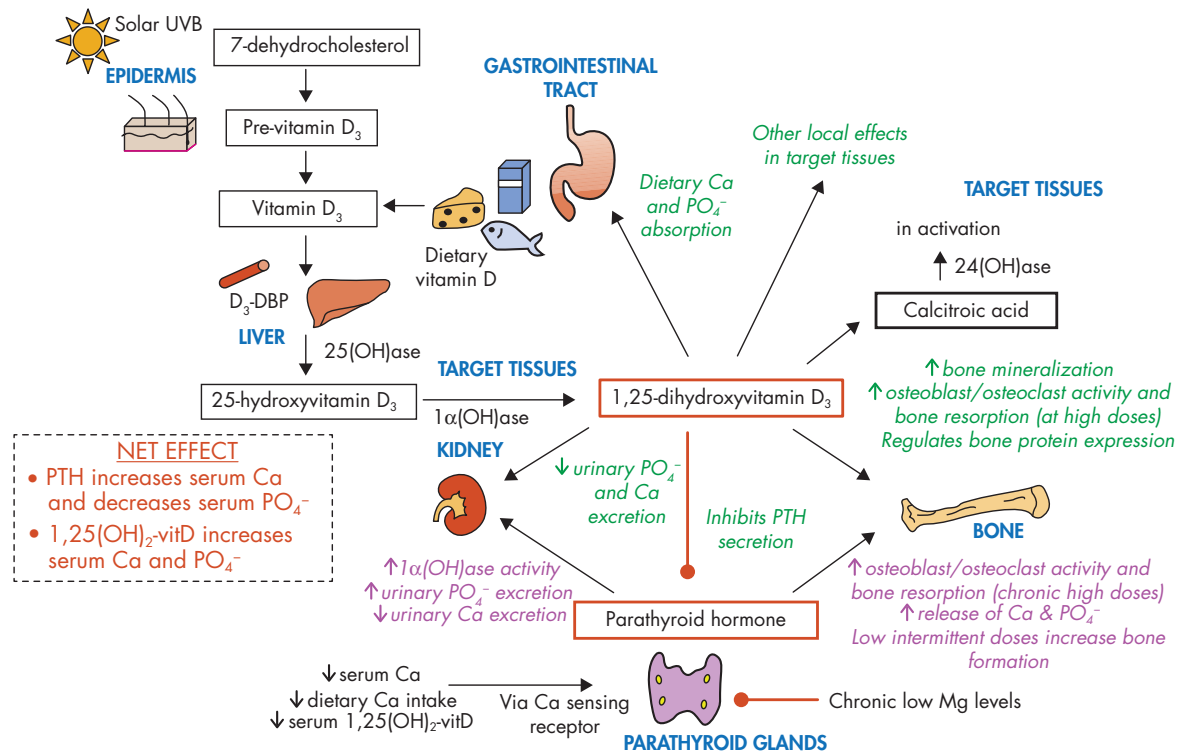 Solar UVB
7-dehydrocholesterol
EPIDERMIS
Pre-vitamin D₃
Vitamin D₃
Dietary
vitamin D
GASTROINTESTINAL
TRACT
D₃-DBP
LIVER
25(OH)ase
25-hydroxyvitamin D₃
TARGET TISSUES
1α(OH)ase
1,25-dihydroxyvitamin D₃
Dietary Ca
and PO₄⁻
absorption
Other local effects
in target tissues
TARGET TISSUES
in activation
24(OH)ase
Calcitroic acid
↑ bone mineralization
↑ osteoblast/osteoclast activity and
bone resorption (at high doses)
Regulates bone protein expression
NET EFFECT
• PTH increases serum Ca
and decreases serum PO₄⁻
• 1,25(OH)₂-vitD increases
serum Ca and PO₄⁻
KIDNEY
↓ urinary PO₄⁻
and Ca
excretion
Inhibits PTH
secretion
BONE
↑ 1α(OH)ase activity
↑ urinary PO₄⁻ excretion
↓ urinary Ca excretion
Parathyroid hormone
↑ osteoblast/osteoclast activity and
bone resorption (chronic high doses)
↑ release of Ca & PO₄⁻
Low intermittent doses increase bone
formation
↓ serum Ca
↓ dietary Ca intake
↓ serum 1,25(OH)₂-vitD
Via Ca sensing
receptor
Chronic low Mg levels
PARATHYROID GLANDS